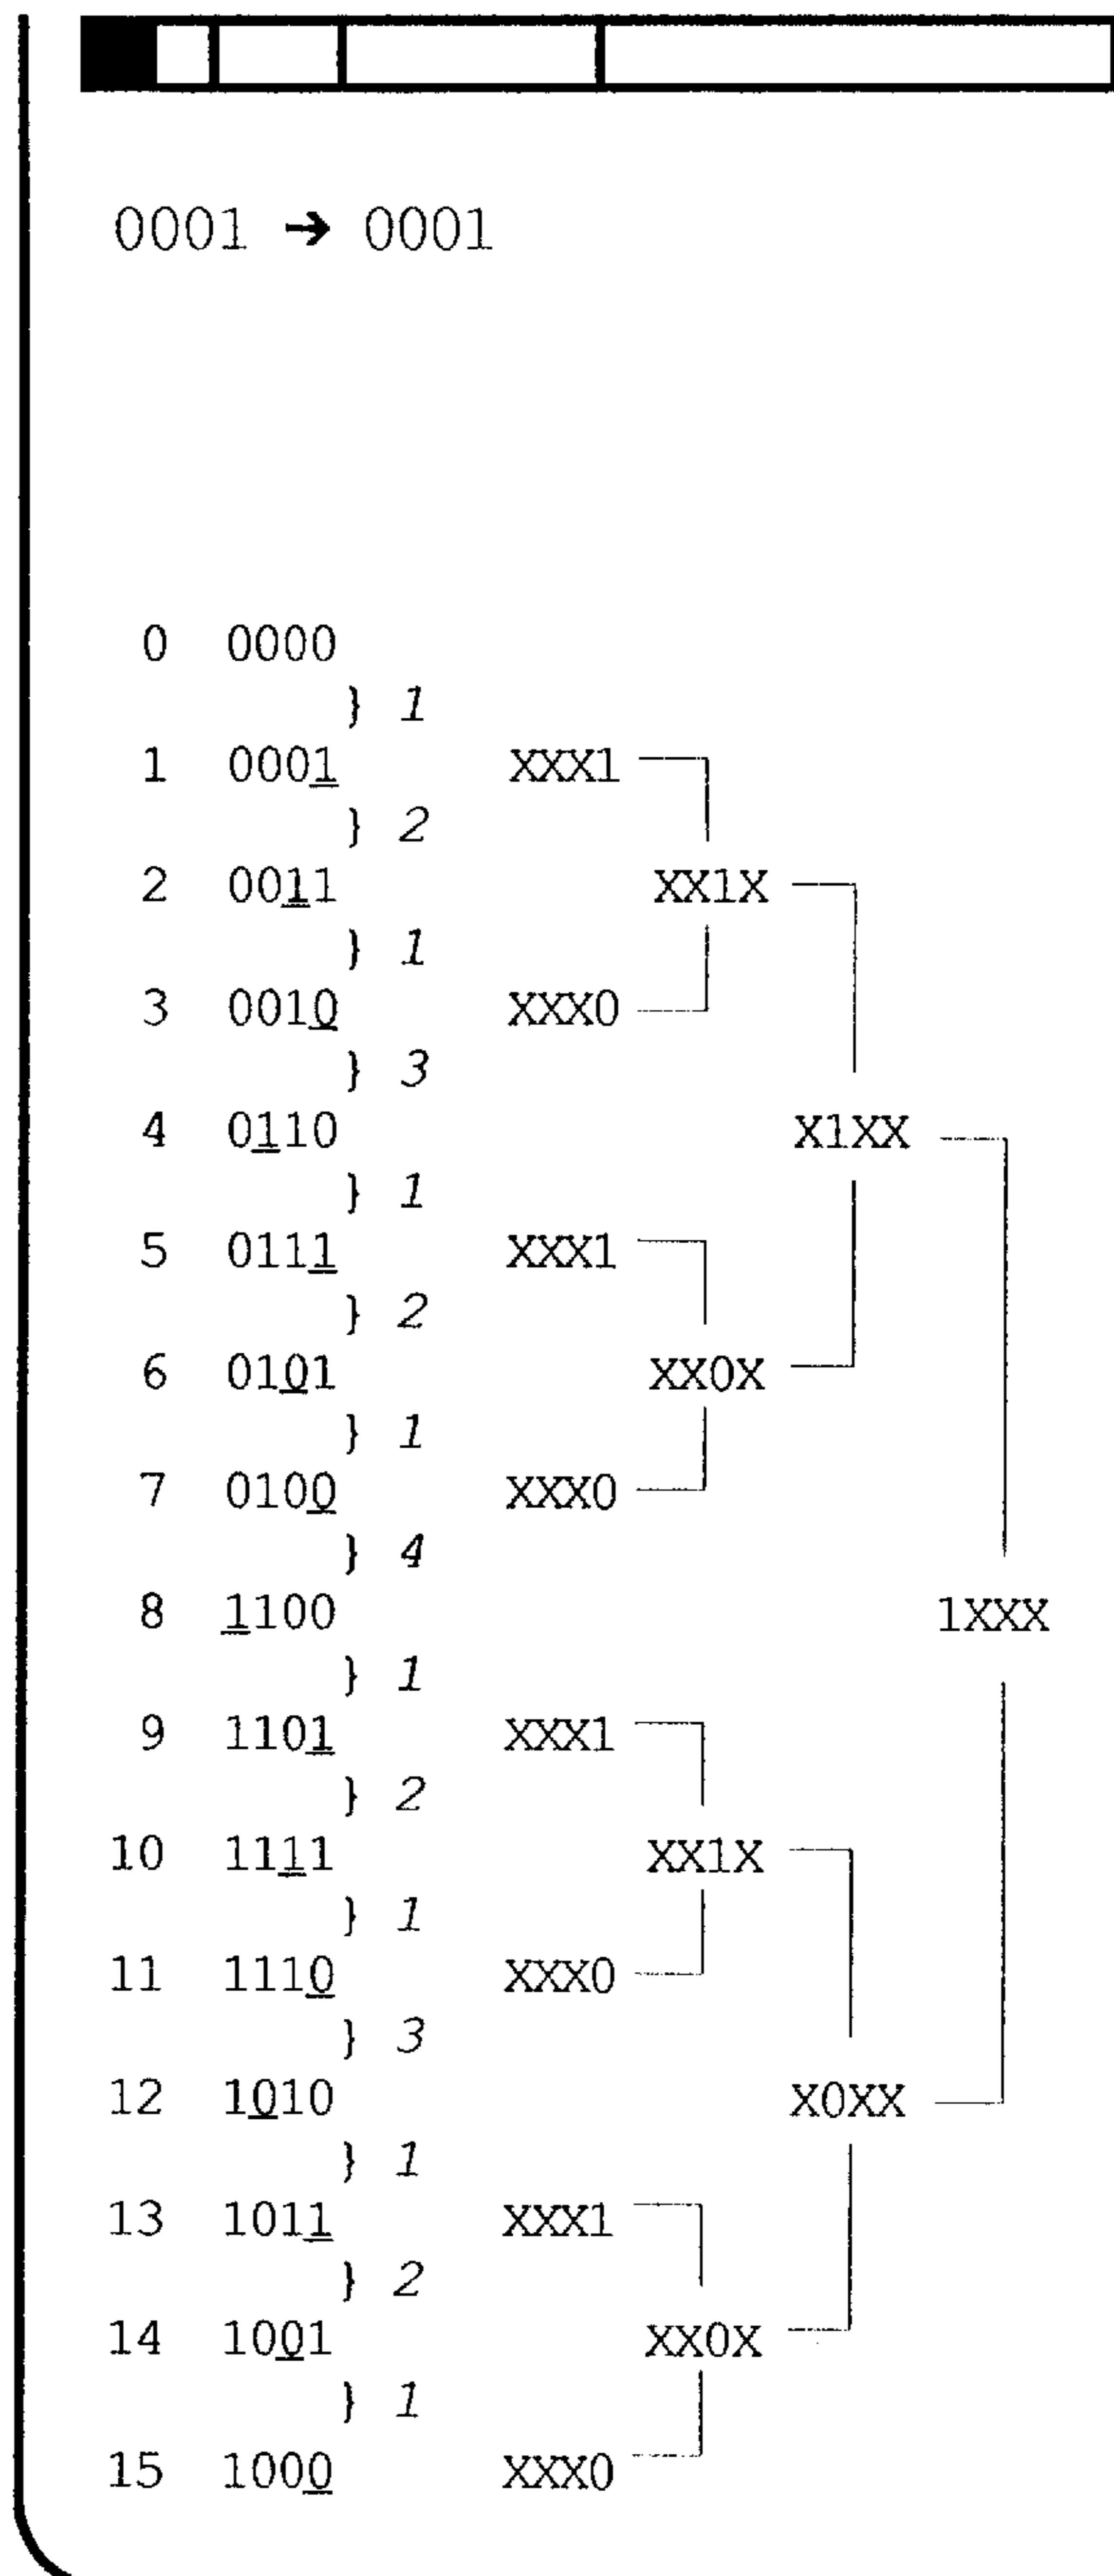 0001 → 0001
0 0000
} 1
1 0001 XXX1
} 2
2 0011 XX1X
} 1
3 0010 XXX0
} 3
4 0110 X1XX
} 1
5 0111 XXX1
} 2
6 0101 XX0X
} 1
7 0100 XXX0
} 4
8 1100 1XXX
} 1
9 1101 XXX1
} 2
10 1111 XX1X
} 1
11 1110 XXX0
} 3
12 1010 X0XX
} 1
13 1011 XXX1
} 2
14 1001 XX0X
} 1
15 1000 XXX0